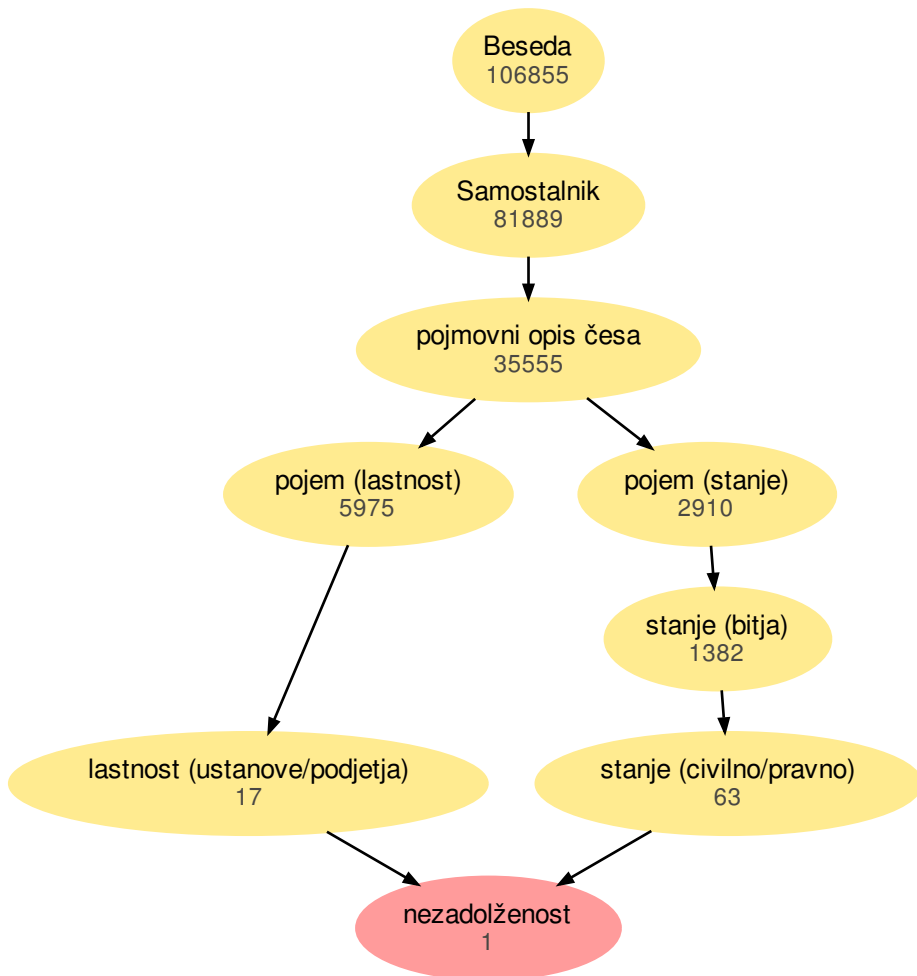 Beseda
106855
Samostalnik
81889
pojmovni opis česa
35555
pojem (lastnost)
5975
pojem (stanje)
2910
stanje (bitja)
1382
lastnost (ustanove/podjetja)
17
stanje (civilno/pravno)
63
nezadolženost
1